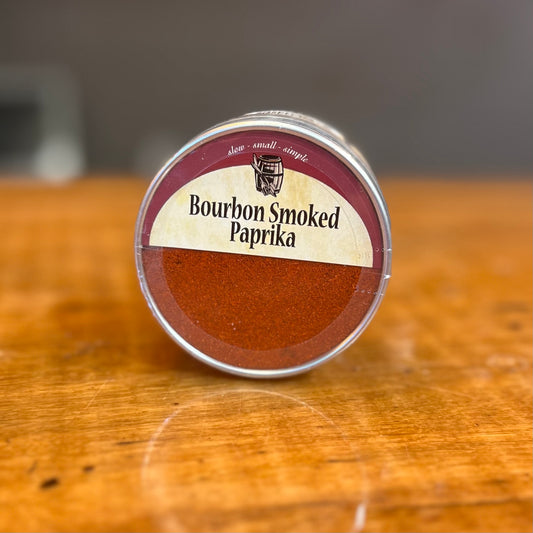 slow - small - simple
Bourbon Smoked
Paprika